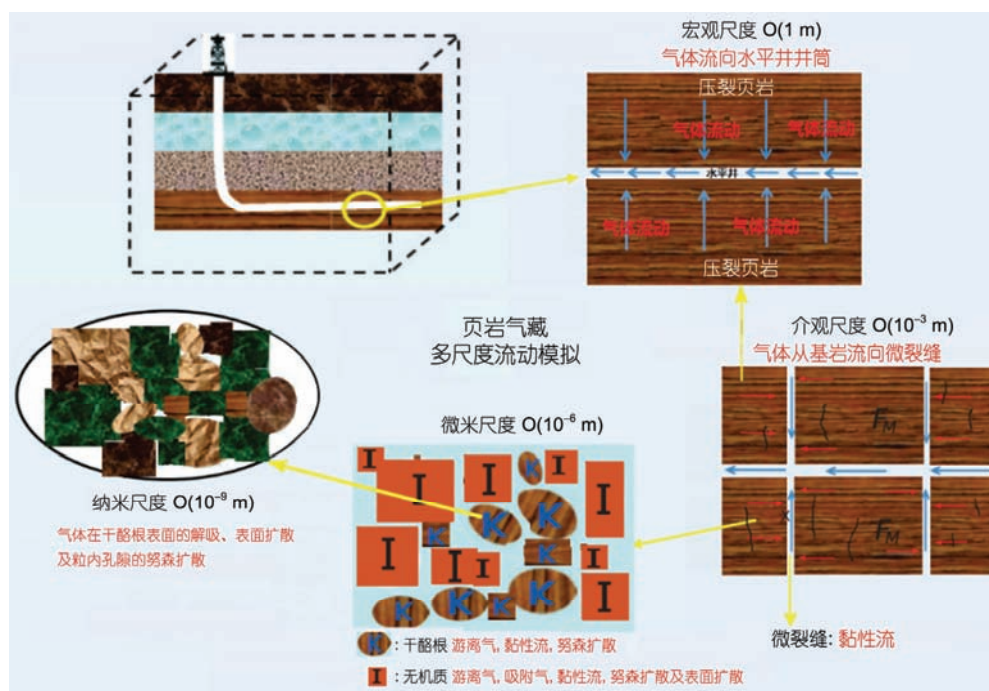 宏观尺度 O(1 m)
气体流向水平井井筒
压裂页岩
气体流动 气体流动
水平井
气体流动 气体流动
压裂页岩
页岩气藏
多尺度流动模拟
介观尺度 O(10⁻³ m)
气体从基岩流向微裂缝
F_M
K
F_M
微裂缝: 黏性流
微米尺度 O(10⁻⁶ m)
I I I I I
K K K
I K K I
I I
K K K K
I
纳米尺度 O(10⁻⁹ m)
气体在干酪根表面的解吸、表面扩散
及粒内孔隙的努森扩散
K : 干酪根 游离气, 黏性流, 努森扩散
I : 无机质 游离气, 吸附气, 黏性流, 努森扩散及表面扩散